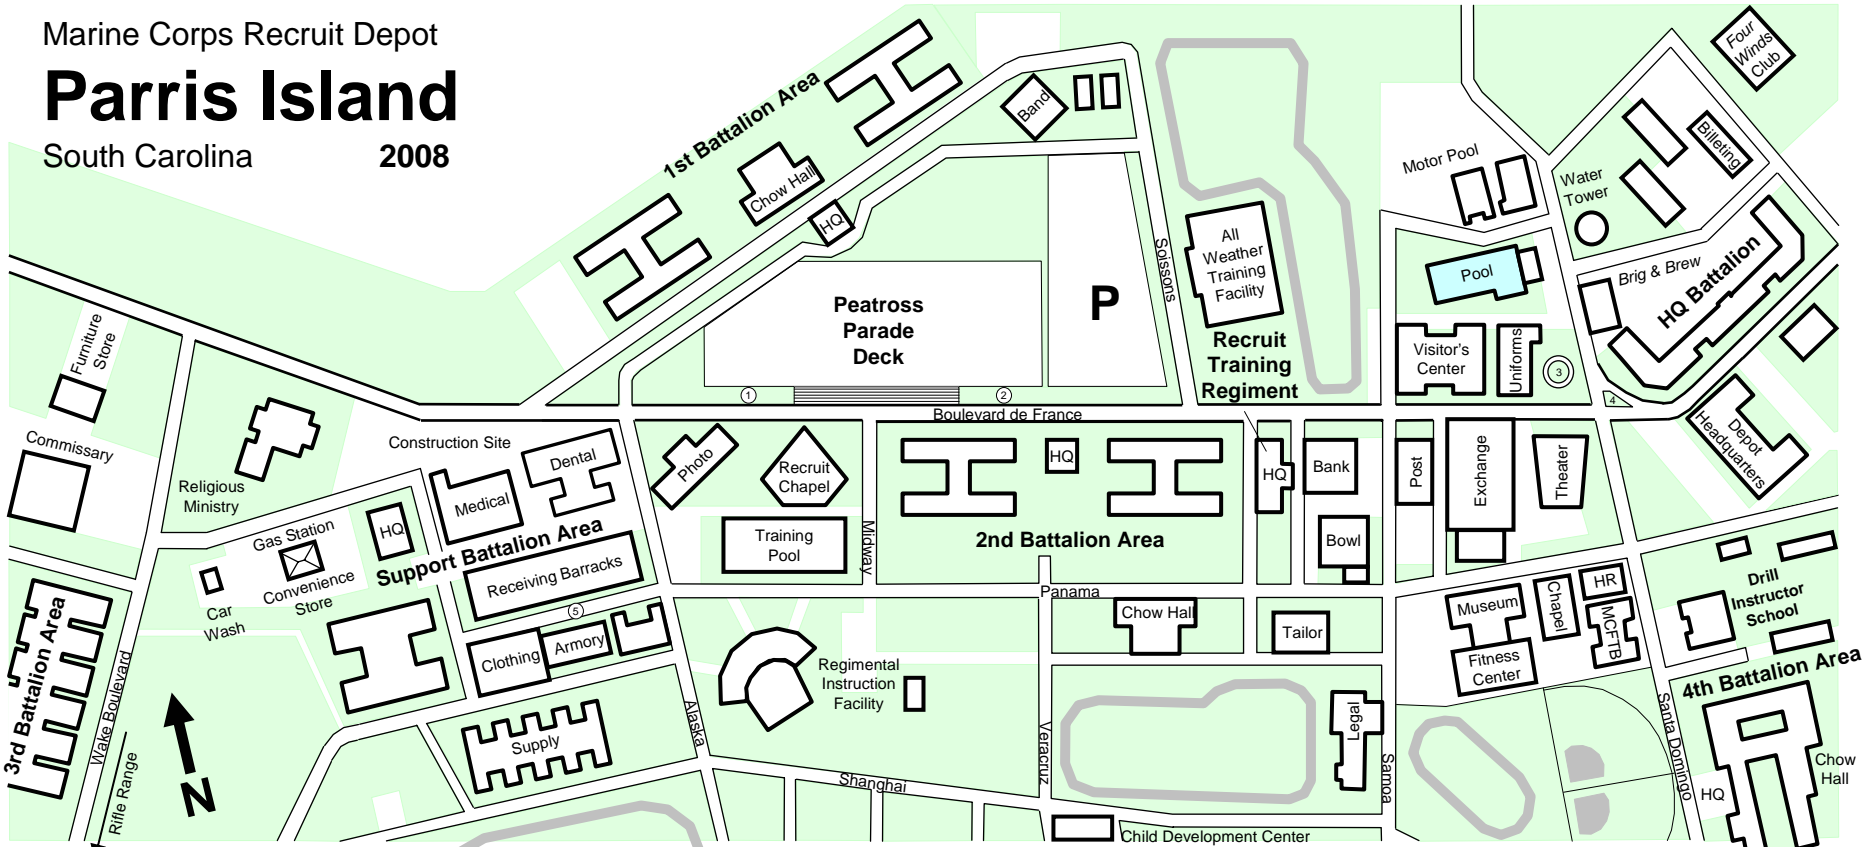 Marine Corps Recruit Depot
Parris Island
South Carolina 2008
1st Battalion Area
Chow Hall
HQ
Band
Four
Winds
Club
Billeting
Motor Pool
Water
Tower
Pool
Brig & Brew
HQ Battalion
All
Weather
Training
Facility
Soissons
Peatross
Parade
Deck
P
Recruit
Training
Regiment
Visitor's
Center
Uniforms
3
4
1
2
Boulevard de France
Furniture
Store
Commissary
Religious
Ministry
Construction Site
Dental
Medical
Photo
Recruit
Chapel
HQ
HQ
Bank
Post
Exchange
Theater
Depot
Headquarters
Gas Station
HQ
Support Battalion Area
Receiving Barracks
Training
Pool
Midway
2nd Battalion Area
Bowl
Convenience
Store
Car
Wash
5
Panama
Clothing
Armory
Chow Hall
Tailor
Museum
Chapel
HR
MCFTB
Fitness
Center
Drill
Instructor
School
4th Battalion Area
3rd Battalion Area
Wake Boulevard
Rifle Range
N
Supply
Alaska
Regimental
Instruction
Facility
Veracruz
Legal
Samoa
Santa Domingo
Chow
Hall
HQ
Shanghai
Child Development Center